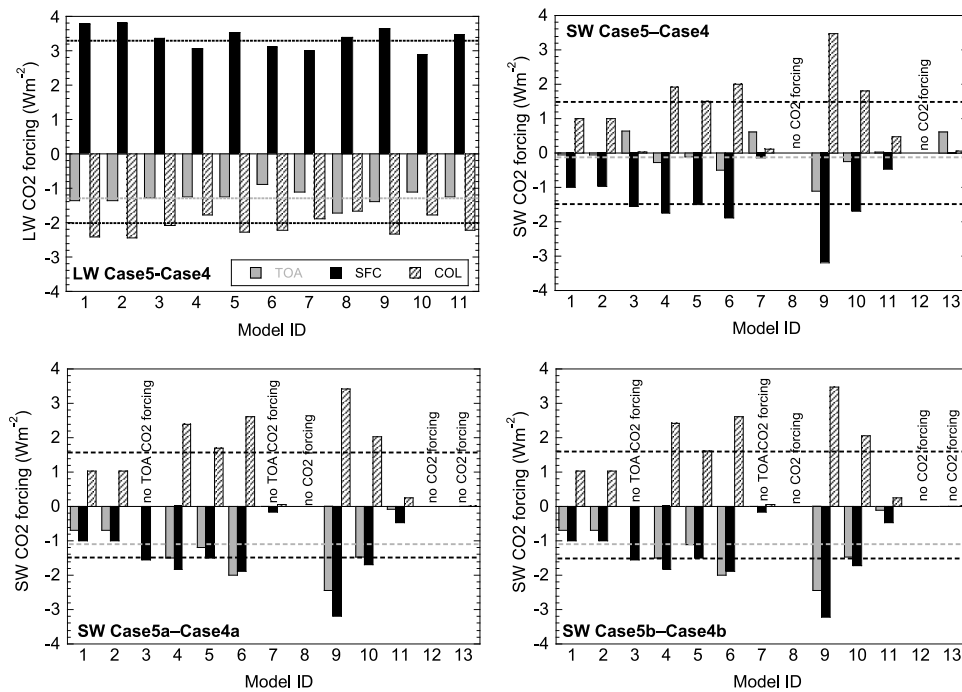 4
3
2
1
0
-1
-2
-3
-4
LW CO2 forcing (Wm-2)
LW Case5-Case4
TOA SFC COL
1 2 3 4 5 6 7 8 9 10 11
Model ID
SW Case5–Case4
4
3
2
1
0
-1
-2
-3
-4
SW CO2 forcing (Wm-2)
no CO2 forcing
no CO2 forcing
1 2 3 4 5 6 7 8 9 10 11 12 13
Model ID
4
3
2
1
0
-1
-2
-3
-4
SW CO2 forcing (Wm-2)
no TOA CO2 forcing
no TOA CO2 forcing
no CO2 forcing
no CO2 forcing
no CO2 forcing
SW Case5a–Case4a
1 2 3 4 5 6 7 8 9 10 11 12 13
Model ID
4
3
2
1
0
-1
-2
-3
-4
SW CO2 forcing (Wm-2)
no TOA CO2 forcing
no TOA CO2 forcing
no CO2 forcing
no CO2 forcing
no CO2 forcing
SW Case5b–Case4b
1 2 3 4 5 6 7 8 9 10 11 12 13
Model ID